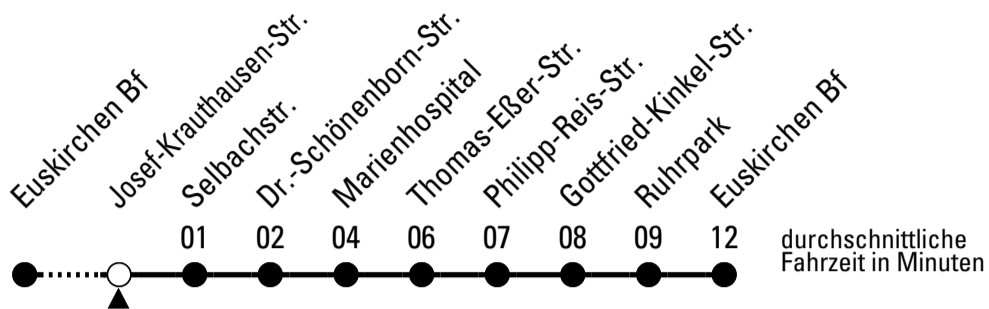 Euskirchen Bf
Josef-Krauthausen-Str.
Selbachstr.
Dr.-Schönenborn-Str.
Marienhospital
Thomas-Eßer-Str.
Philipp-Reis-Str.
Gottfried-Kinkel-Str.
Ruhrpark
Euskirchen Bf
01 02 04 06 07 08 09 12
durchschnittliche
Fahrzeit in Minuten